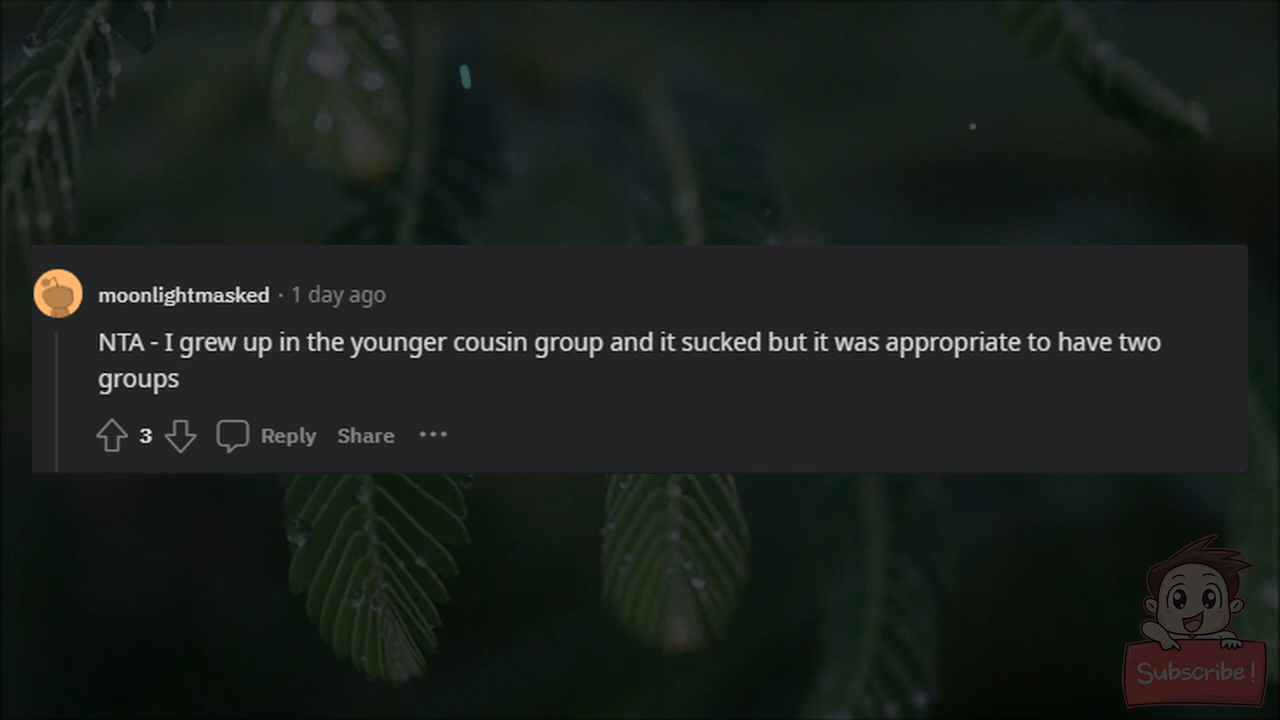 moonlightmasked · 1 day ago
NTA - I grew up in the younger cousin group and it sucked but it was appropriate to have two
groups
3 Reply Share ···
Subscribe!